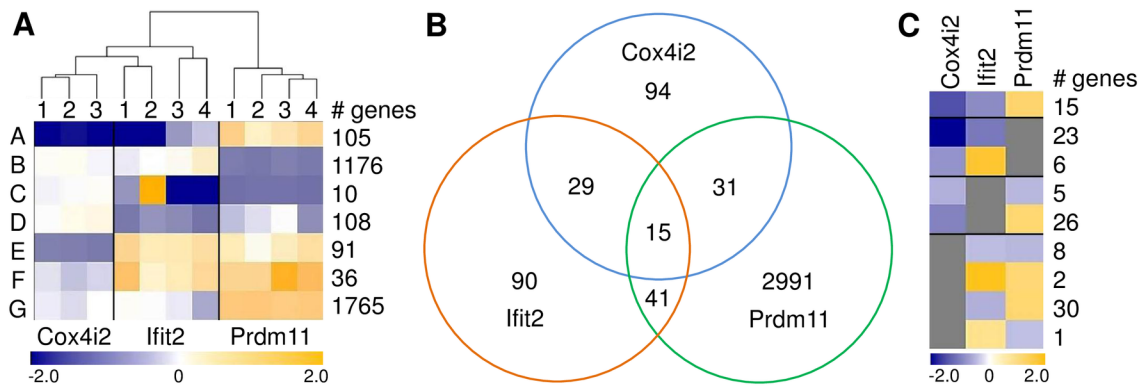 A
1 2 3 1 2 3 4 1 2 3 4 # genes
A 105
B 1176
C 10
D 108
E 91
F 36
G 1765
Cox4i2 Ifit2 Prdm11
-2.0 0 2.0
B
Cox4i2
94
29 31
15
90 2991
Ifit2 41 Prdm11
C
Cox4i2 Ifit2 Prdm11
# genes
15
23
6
5
26
8
2
30
1
-2.0 0 2.0